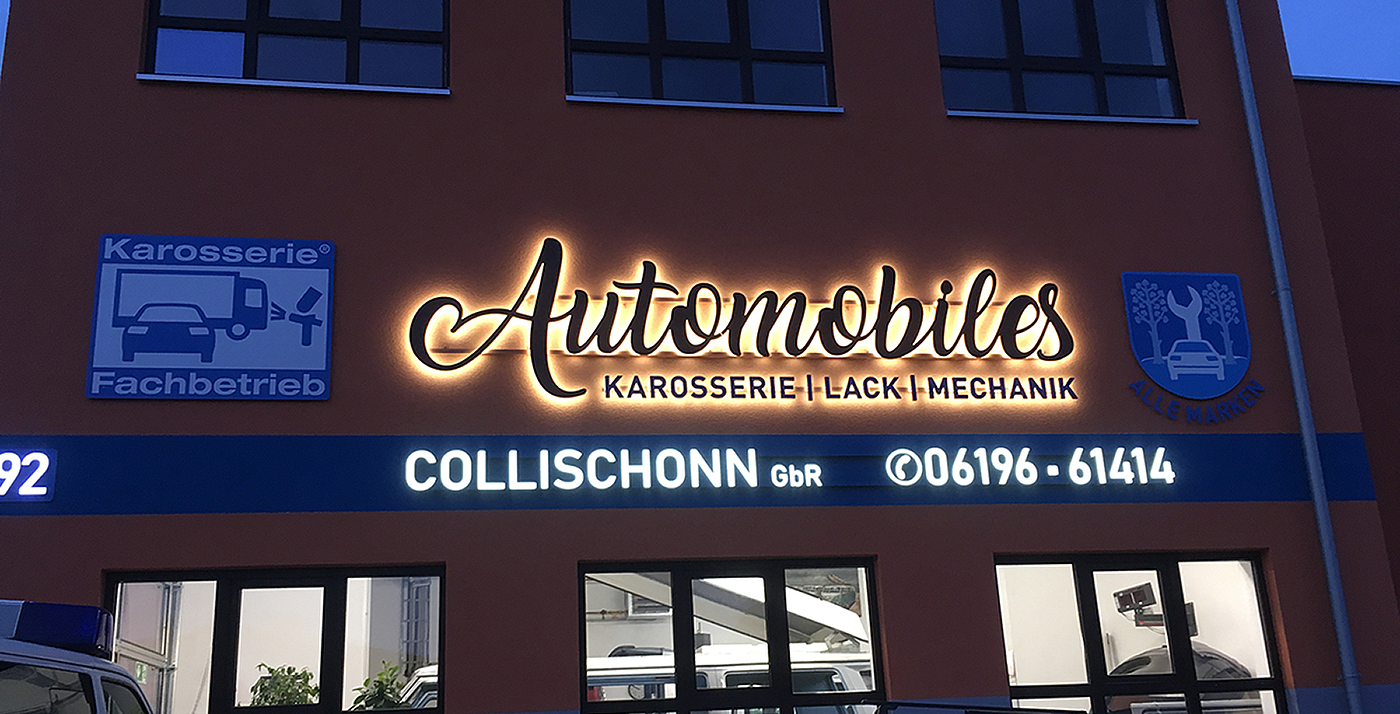 Karosserie®
Fachbetrieb
Automobiles
KAROSSERIE | LACK | MECHANIK
ALLE MARKEN
92
COLLISCHONN GbR
✆06196 · 61414